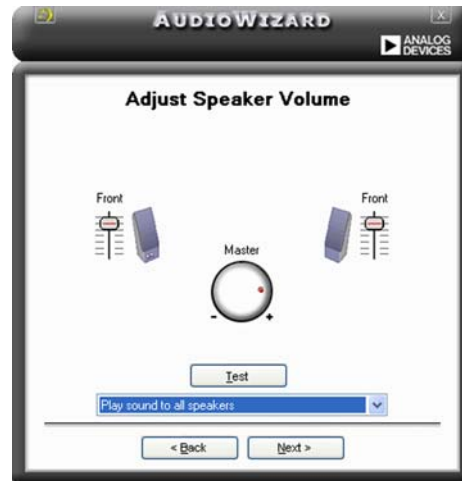 AUDIOWIZARD
X
ANALOG
DEVICES
Adjust Speaker Volume
Front
Front
Master
- +
Test
Play sound to all speakers
< Back
Next >